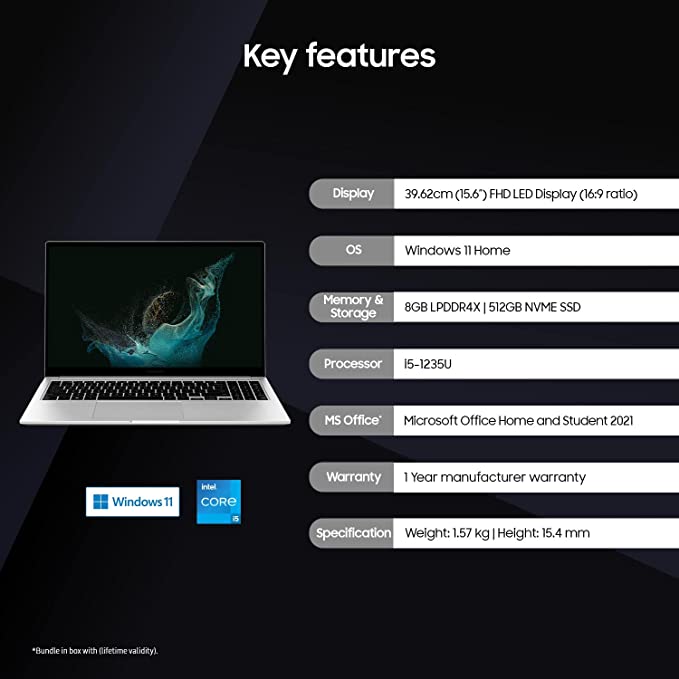 Key features
Display
39.62cm (15.6″) FHD LED Display (16:9 ratio)
OS
Windows 11 Home
Memory &
Storage
8GB LPDDR4X | 512GB NVME SSD
Processor
i5-1235U
MS Office*
Microsoft Office Home and Student 2021
Warranty
1 Year manufacturer warranty
Specification
Weight: 1.57 kg | Height: 15.4 mm
Windows 11
intel.
CORE
i5
*Bundle in box with (lifetime validity).